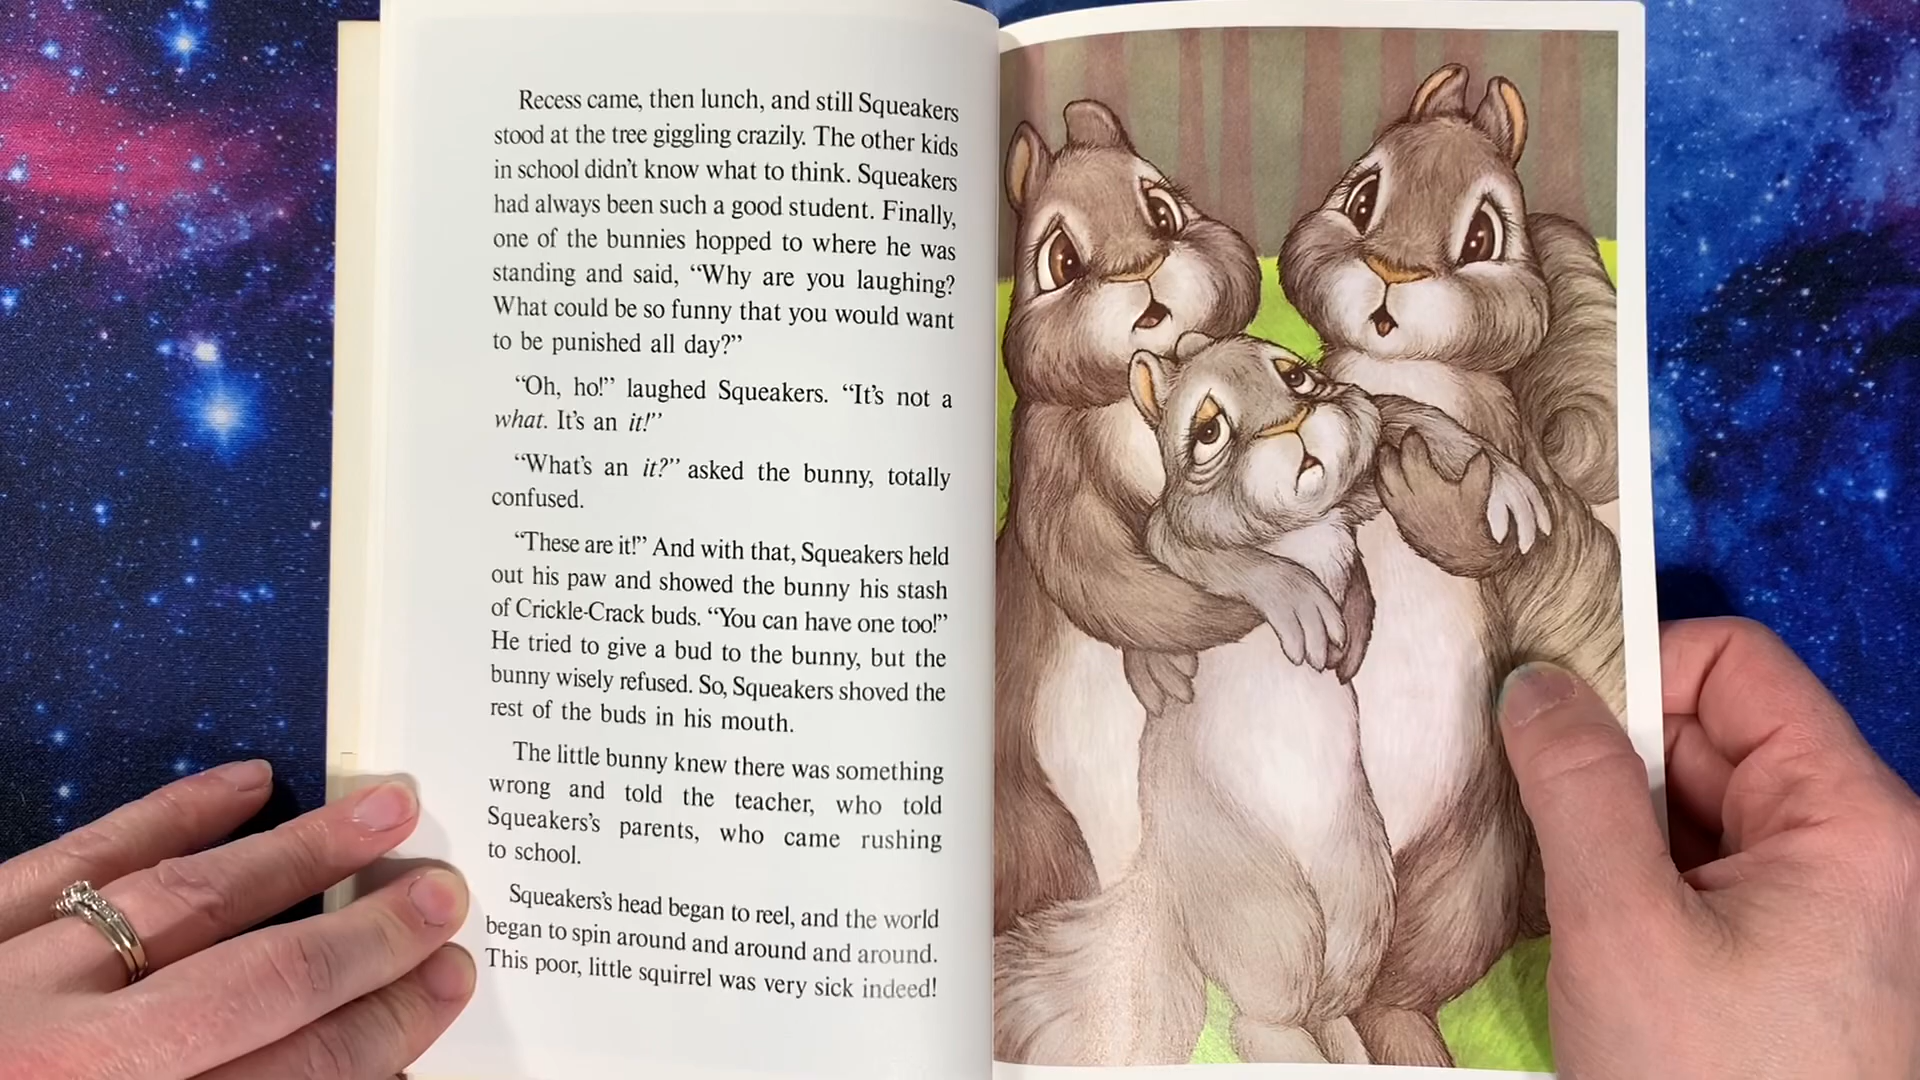 Recess came, then lunch, and still Squeakers
stood at the tree giggling crazily. The other kids
in school didn't know what to think. Squeakers
had always been such a good student. Finally,
one of the bunnies hopped to where he was
standing and said, “Why are you laughing?
What could be so funny that you would want
to be punished all day?”
“Oh, ho!” laughed Squeakers. “It's not a
what. It's an it!”
“What's an it?” asked the bunny, totally
confused.
“These are it!” And with that, Squeakers held
out his paw and showed the bunny his stash
of Crickle-Crack buds. “You can have one too!”
He tried to give a bud to the bunny, but the
bunny wisely refused. So, Squeakers shoved the
rest of the buds in his mouth.
The little bunny knew there was something
wrong and told the teacher, who told
Squeakers's parents, who came rushing
to school.
Squeakers's head began to reel, and the world
began to spin around and around and around.
This poor, little squirrel was very sick indeed!